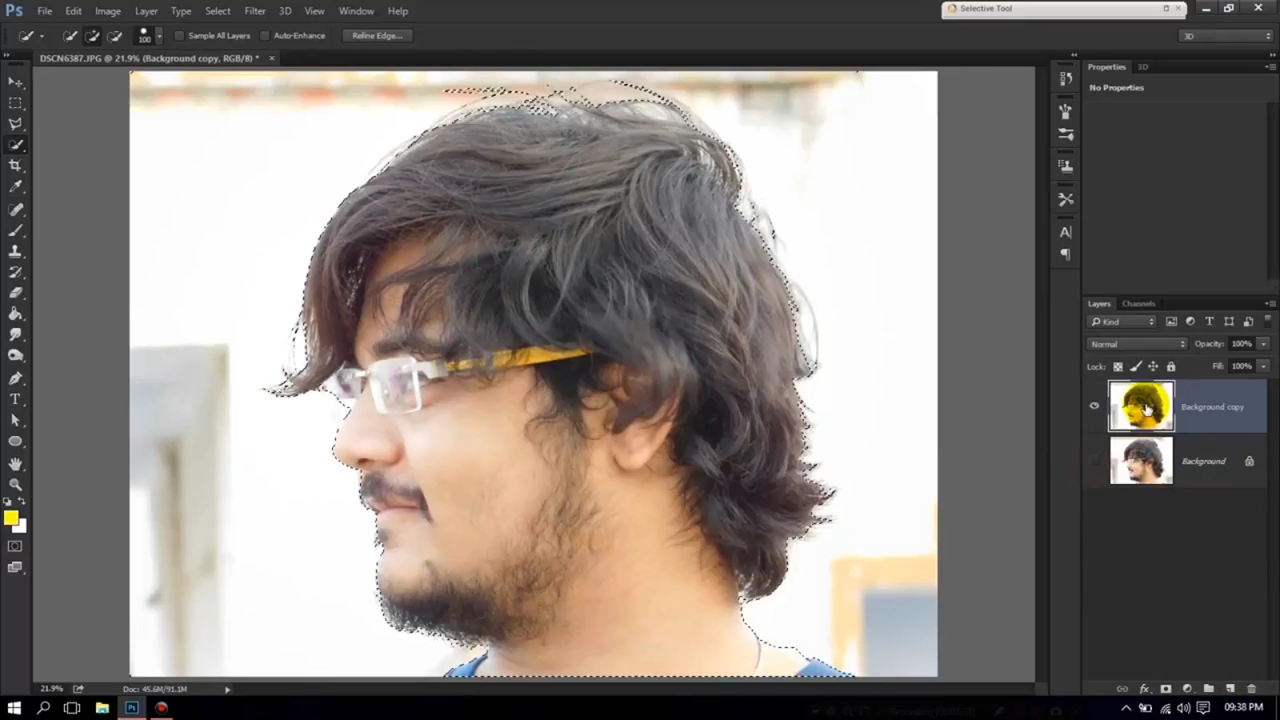 Ps File Edit Image Layer Type Select Filter 3D View Window Help
Selective Tool
100 Sample All Layers Auto-Enhance Refine Edge... 3D
DSCN6387.JPG @ 21.9% (Background copy, RGB/8) * ×
Properties 3D
No Properties
Layers Channels
Kind
Normal Opacity: 100%
Lock: Fill: 100%
Background copy
Background
21.9% Doc: 45.6M/91.1M
09:38 PM